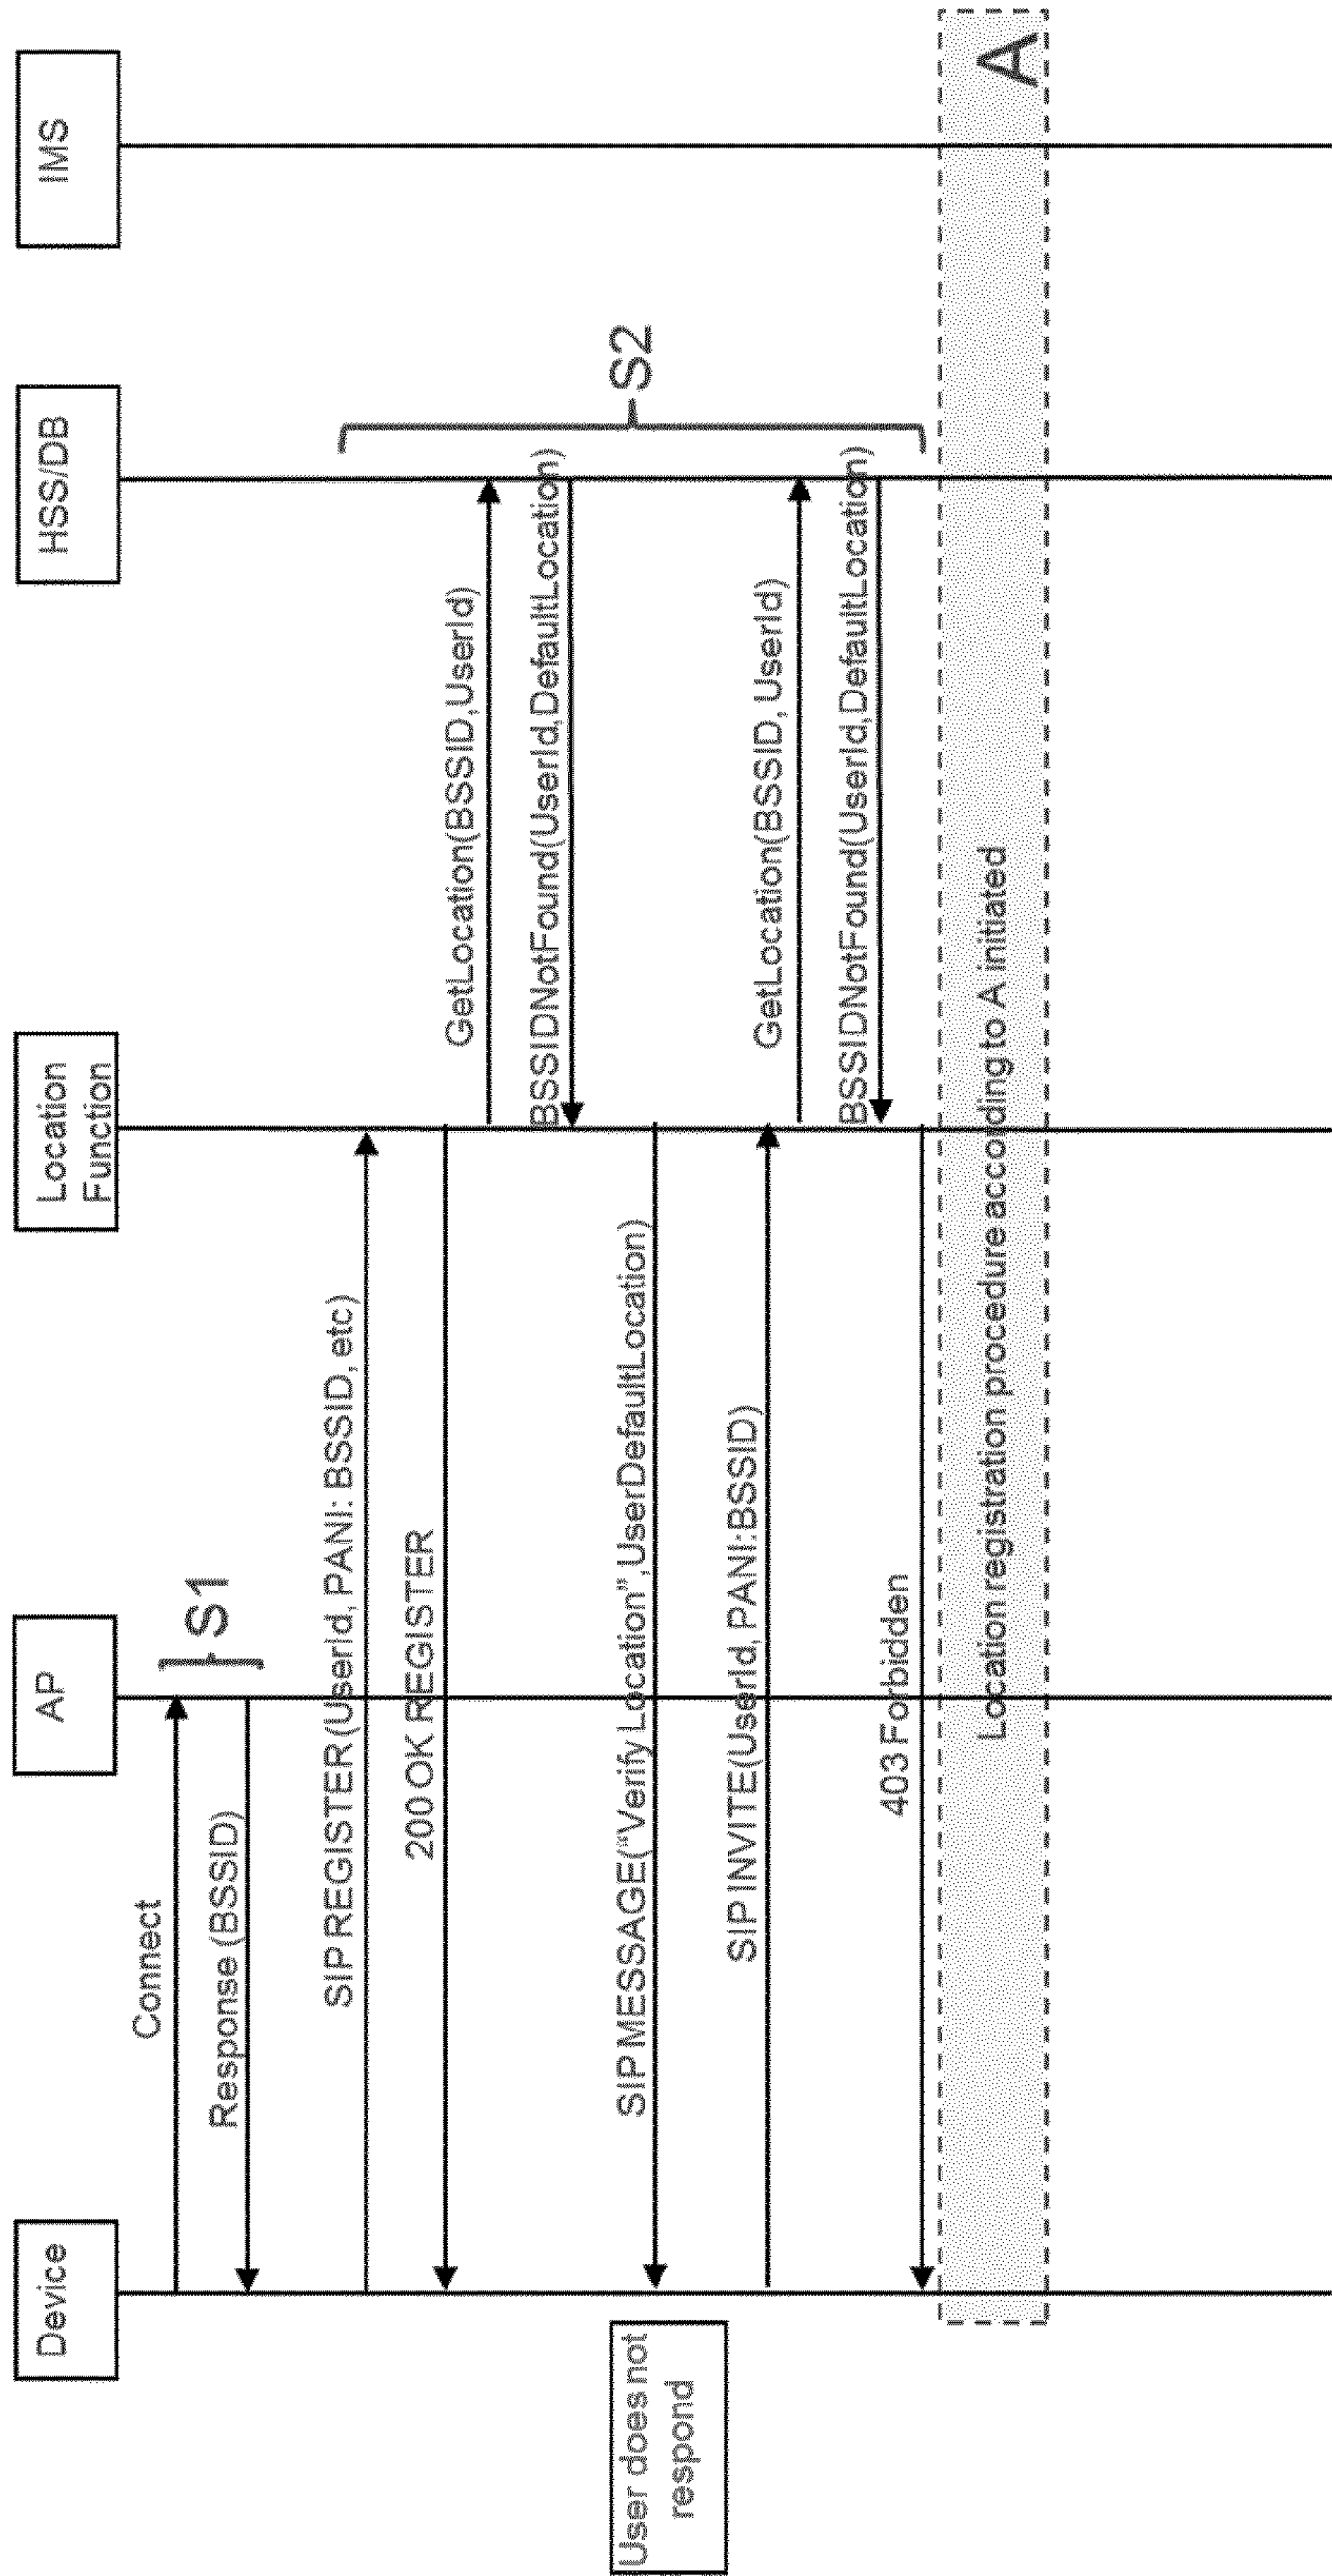 Device
AP
Location
Function
HSS/DB
IMS
Connect
Response (BSSID)
S1
SIP REGISTER(UserId, PANI: BSSID, etc)
200 OK REGISTER
GetLocation(BSSID,UserId)
BSSIDNotFound(UserId,DefaultLocation)
S2
User does not
respond
SIP MESSAGE(“Verify Location”,UserDefaultLocation)
SIP INVITE(UserId, PANI:BSSID)
GetLocation(BSSID, UserId)
BSSIDNotFound(UserId,DefaultLocation)
403 Forbidden
Location registration procedure according to A initiated
A